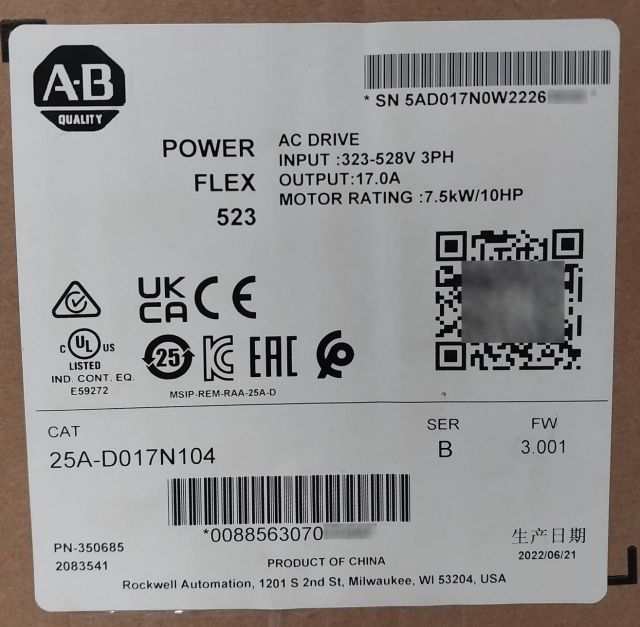 A-B
QUALITY
* SN 5AD017N0W2226
POWER
FLEX
523
AC DRIVE
INPUT :323-528V 3PH
OUTPUT:17.0A
MOTOR RATING :7.5kW/10HP
UK
CA CE
C UL US
LISTED
IND. CONT. EQ.
E59272
25
EAC
MSIP-REM-RAA-25A-D
CAT
25A-D017N104
SER
B
FW
3.001
*0088563070
PN-350685
2083541
生产日期
2022/06/21
PRODUCT OF CHINA
Rockwell Automation, 1201 S 2nd St, Milwaukee, WI 53204, USA